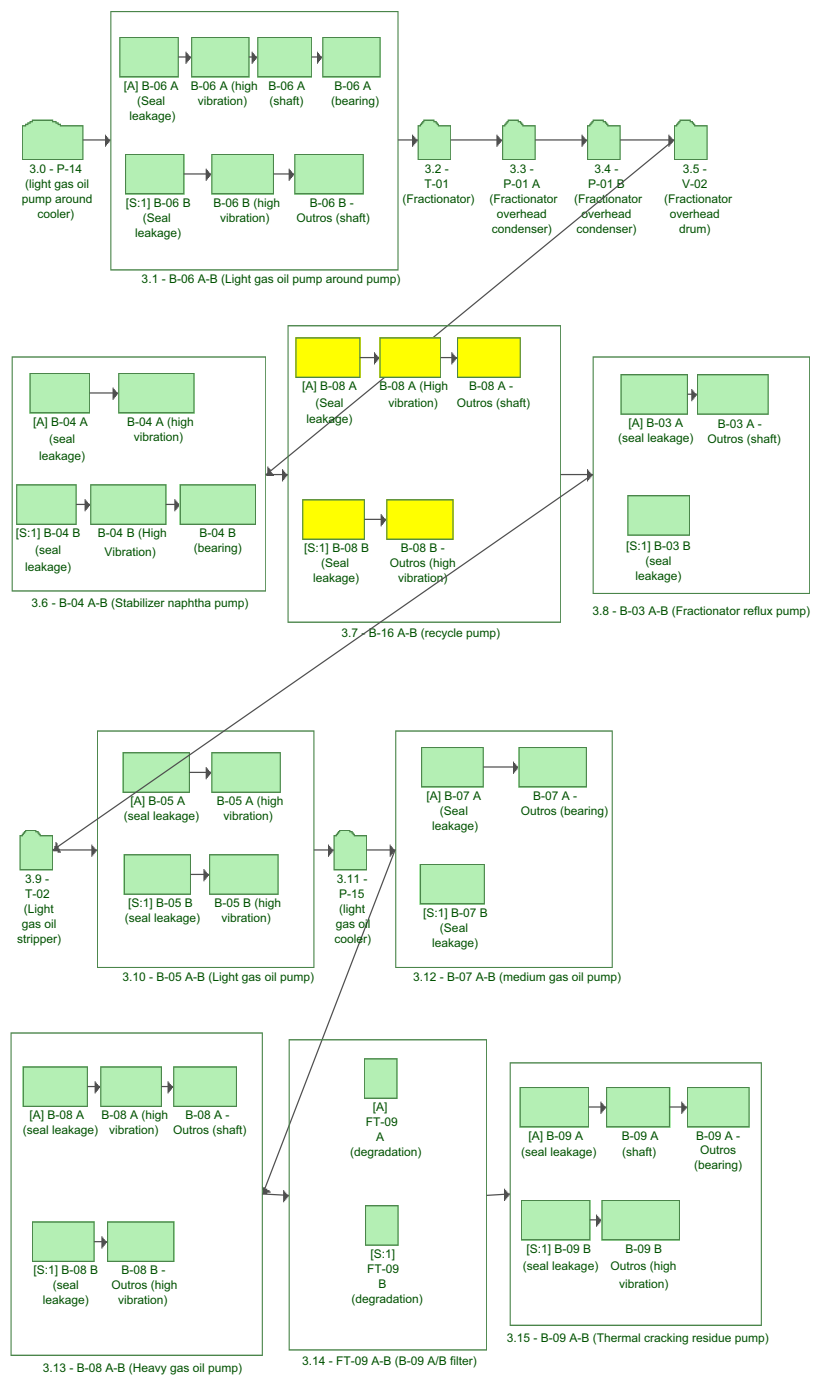 [A] B-06 A
(Seal
leakage)
B-06 A (high
vibration)
B-06 A
(shaft)
B-06 A
(bearing)
3.0 - P-14
(light gas oil
pump around
cooler)
[S:1] B-06 B
(Seal
leakage)
B-06 B (high
vibration)
B-06 B -
Outros (shaft)
3.1 - B-06 A-B (Light gas oil pump around pump)
3.2 -
T-01
(Fractionator)
3.3 -
P-01 A
(Fractionator
overhead
condenser)
3.4 -
P-01 B
(Fractionator
overhead
condenser)
3.5 -
V-02
(Fractionator
overhead
drum)
[A] B-04 A
(seal
leakage)
B-04 A (high
vibration)
[S:1] B-04 B
(seal
leakage)
B-04 B (High
Vibration)
B-04 B
(bearing)
3.6 - B-04 A-B (Stabilizer naphtha pump)
[A] B-08 A
(Seal
leakage)
B-08 A (High
vibration)
B-08 A -
Outros (shaft)
[S:1] B-08 B
(Seal
leakage)
B-08 B -
Outros (high
vibration)
3.7 - B-16 A-B (recycle pump)
[A] B-03 A
(seal leakage)
B-03 A -
Outros (shaft)
[S:1] B-03 B
(seal
leakage)
3.8 - B-03 A-B (Fractionator reflux pump)
3.9 -
T-02
(Light
gas oil
stripper)
[A] B-05 A
(seal leakage)
B-05 A (high
vibration)
[S:1] B-05 B
(seal leakage)
B-05 B (high
vibration)
3.10 - B-05 A-B (Light gas oil pump)
3.11 -
P-15
(light
gas oil
cooler)
[A] B-07 A
(Seal
leakage)
B-07 A -
Outros (bearing)
[S:1] B-07 B
(Seal
leakage)
3.12 - B-07 A-B (medium gas oil pump)
[A] B-08 A
(seal leakage)
B-08 A (high
vibration)
B-08 A -
Outros (shaft)
[S:1] B-08 B
(seal
leakage)
B-08 B -
Outros (high
vibration)
3.13 - B-08 A-B (Heavy gas oil pump)
[A]
FT-09
A
(degradation)
[S:1]
FT-09
B
(degradation)
3.14 - FT-09 A-B (B-09 A/B filter)
[A] B-09 A
(seal leakage)
B-09 A
(shaft)
B-09 A -
Outros
(bearing)
[S:1] B-09 B
(seal leakage)
B-09 B
Outros (high
vibration)
3.15 - B-09 A-B (Thermal cracking residue pump)